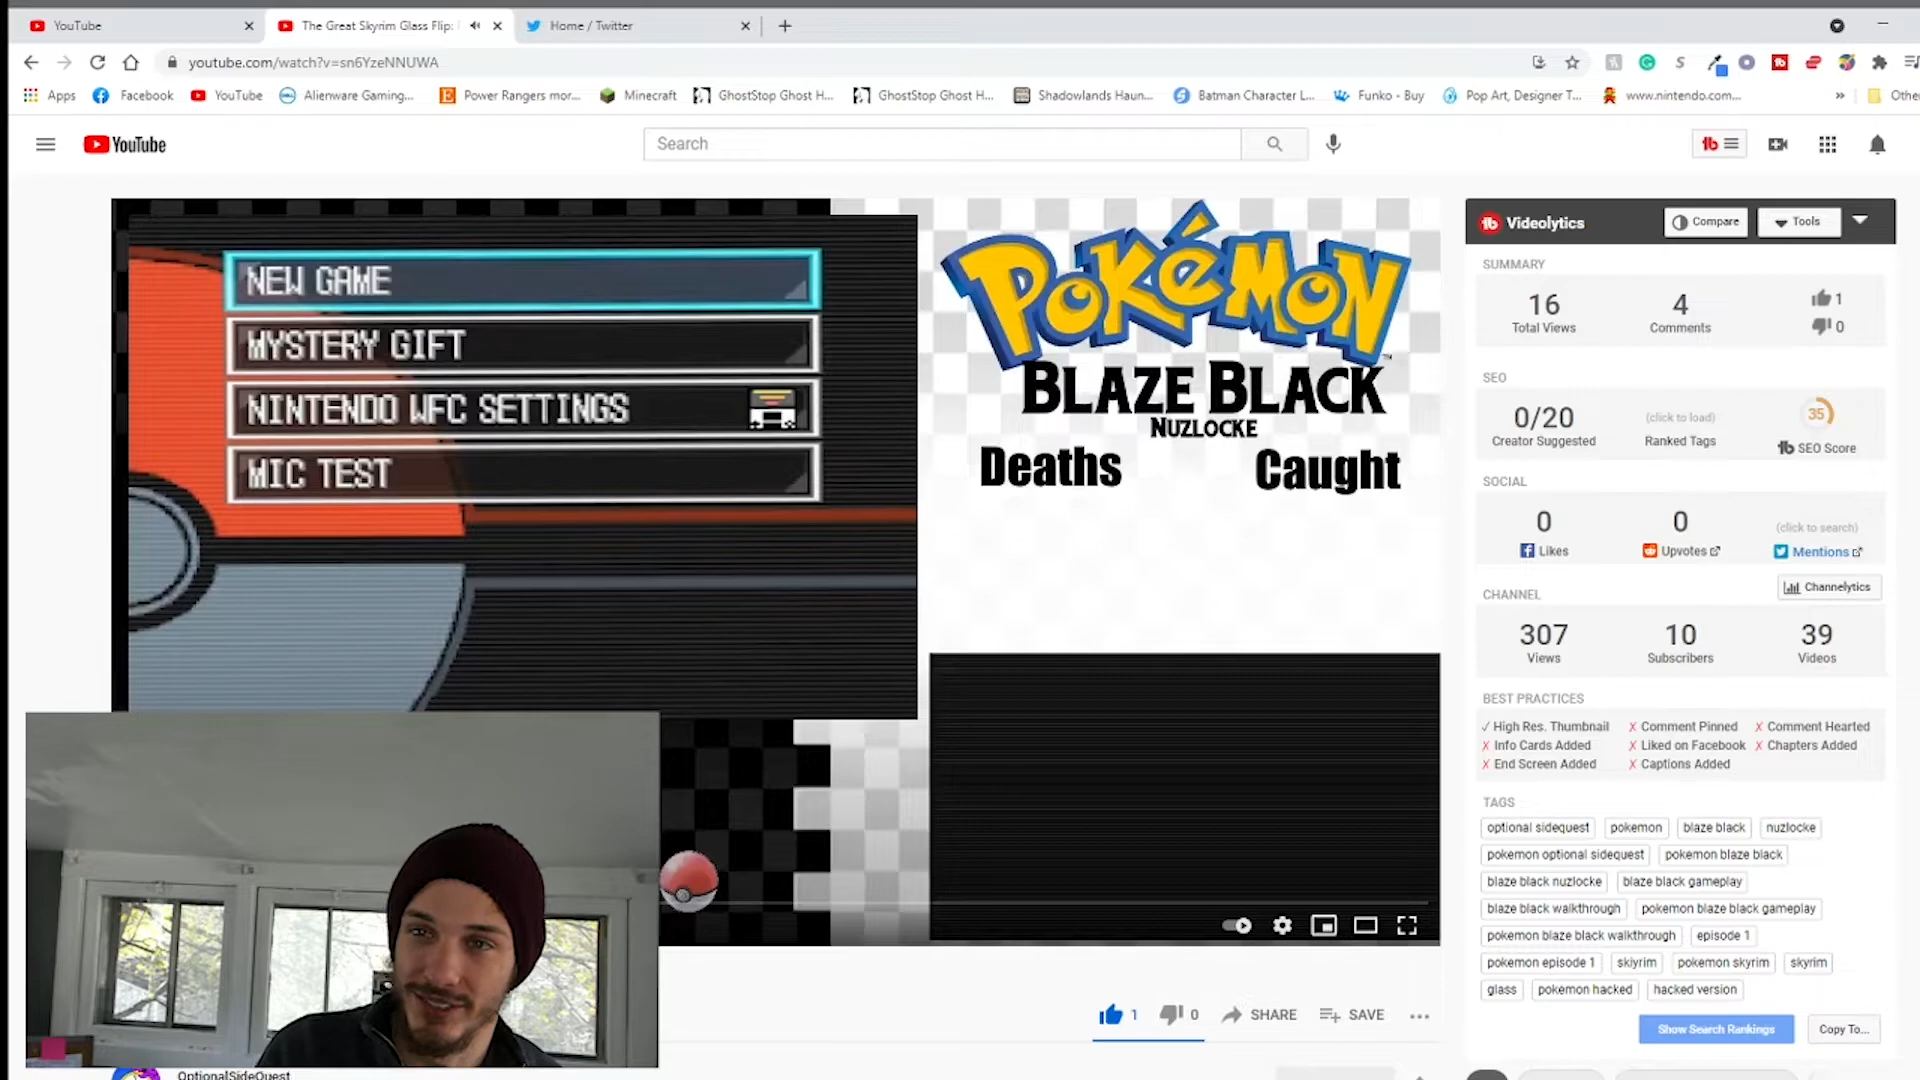 YouTube
The Great Skyrim Glass Flip:
Home / Twitter
youtube.com/watch?v=sn6YzeNNUWA
Apps
Facebook
YouTube
Alienware Gaming...
Power Rangers mor...
Minecraft
GhostStop Ghost H...
GhostStop Ghost H...
Shadowlands Haun...
Batman Character L...
Funko - Buy
Pop Art, Designer T...
www.nintendo.com...
»
Othe
YouTube
Search
NEW GAME
MYSTERY GIFT
NINTENDO WFC SETTINGS
MIC TEST
POKéMON
™
BLAZE BLACK
NUZLOCKE
Deaths Caught
Videolytics
Compare
Tools
SUMMARY
16 4 1
Total Views Comments 0
SEO
0/20 (click to load) 35
Creator Suggested Ranked Tags SEO Score
SOCIAL
0 0 (click to search)
Likes Upvotes Mentions
CHANNEL Channelytics
307 10 39
Views Subscribers Videos
BEST PRACTICES
✓ High Res. Thumbnail ✗ Comment Pinned ✗ Comment Hearted
✗ Info Cards Added ✗ Liked on Facebook ✗ Chapters Added
✗ End Screen Added ✗ Captions Added
TAGS
optional sidequest pokemon blaze black nuzlocke
pokemon optional sidequest pokemon blaze black
blaze black nuzlocke blaze black gameplay
blaze black walkthrough pokemon blaze black gameplay
pokemon blaze black walkthrough episode 1
pokemon episode 1 skiyrim pokemon skyrim skyrim
glass pokemon hacked hacked version
Show Search Rankings Copy To...
1 0 SHARE SAVE ...
OptionalSideQuest